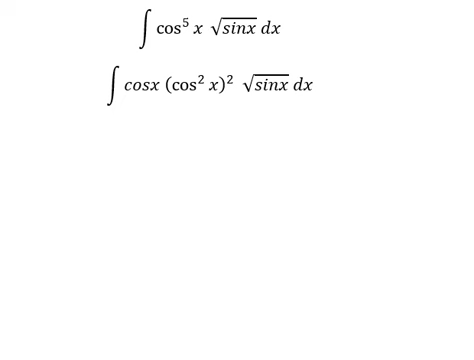 ∫ cos⁵ x √sinx dx
∫ cosx (cos² x)² √sinx dx